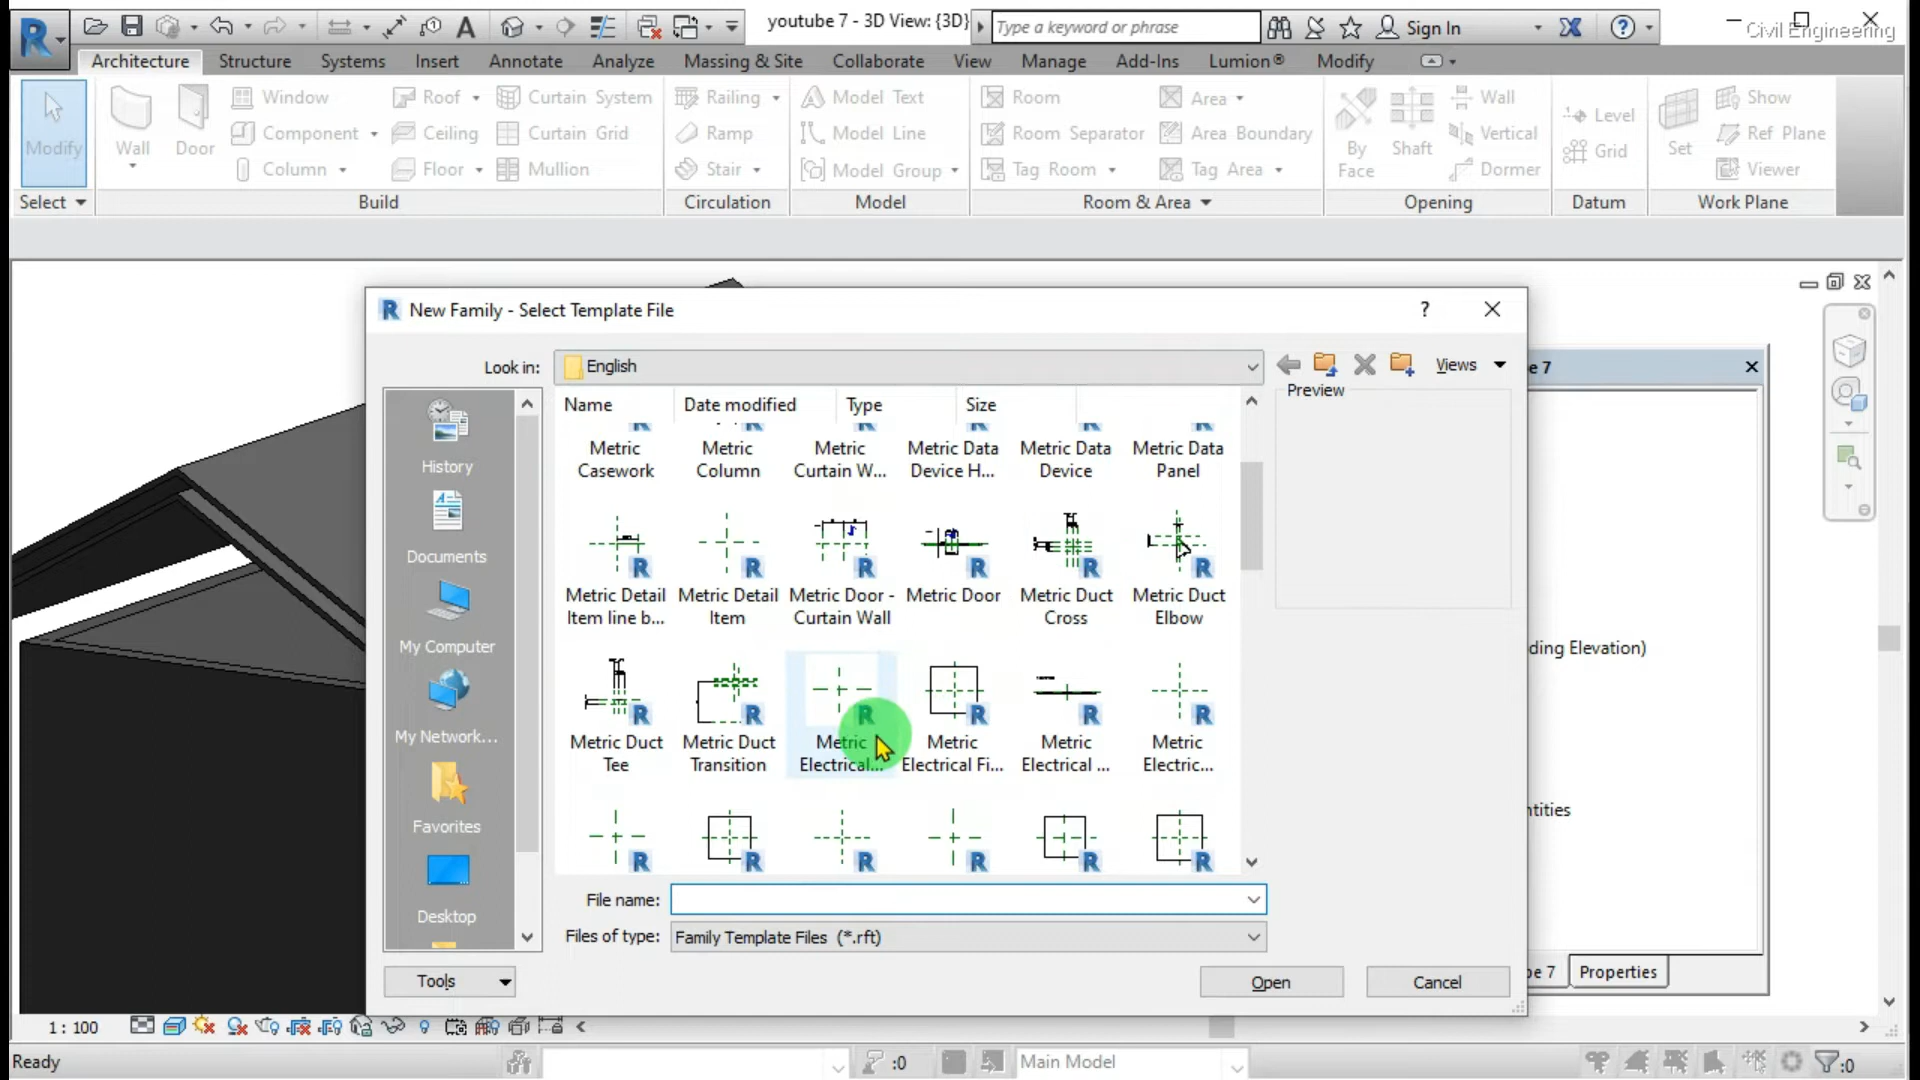 youtube 7 - 3D View: {3D}
Type a keyword or phrase
Sign In
Civil Engineering
Architecture Structure Systems Insert Annotate Analyze Massing & Site Collaborate View Manage Add-Ins Lumion® Modify
Modify
Wall
Door
Window
Component
Column
Roof
Ceiling
Floor
Curtain System
Curtain Grid
Mullion
Railing
Ramp
Stair
Model Text
Model Line
Model Group
Room
Room Separator
Tag Room
Area
Area Boundary
Tag Area
By
Face
Shaft
Wall
Vertical
Dormer
Level
Grid
Set
Show
Ref Plane
Viewer
Select
Build
Circulation
Model
Room & Area
Opening
Datum
Work Plane
New Family - Select Template File
?
Look in:
English
Views
Preview
e 7
Name Date modified Type Size
History
Documents
My Computer
My Network...
Favorites
Desktop
Metric
Casework
Metric
Column
Metric
Curtain W...
Metric Data
Device H...
Metric Data
Device
Metric Data
Panel
Metric Detail
Item line b...
Metric Detail
Item
Metric Door -
Curtain Wall
Metric Door
Metric Duct
Cross
Metric Duct
Elbow
Metric Duct
Tee
Metric Duct
Transition
Metric
Electrical...
Metric
Electrical Fi...
Metric
Electrical ...
Metric
Electric...
ding Elevation)
ntities
File name:
Files of type:
Family Template Files (*.rft)
Tools
Open
Cancel
pe 7
Properties
1 : 100
Ready
:0
Main Model
:0